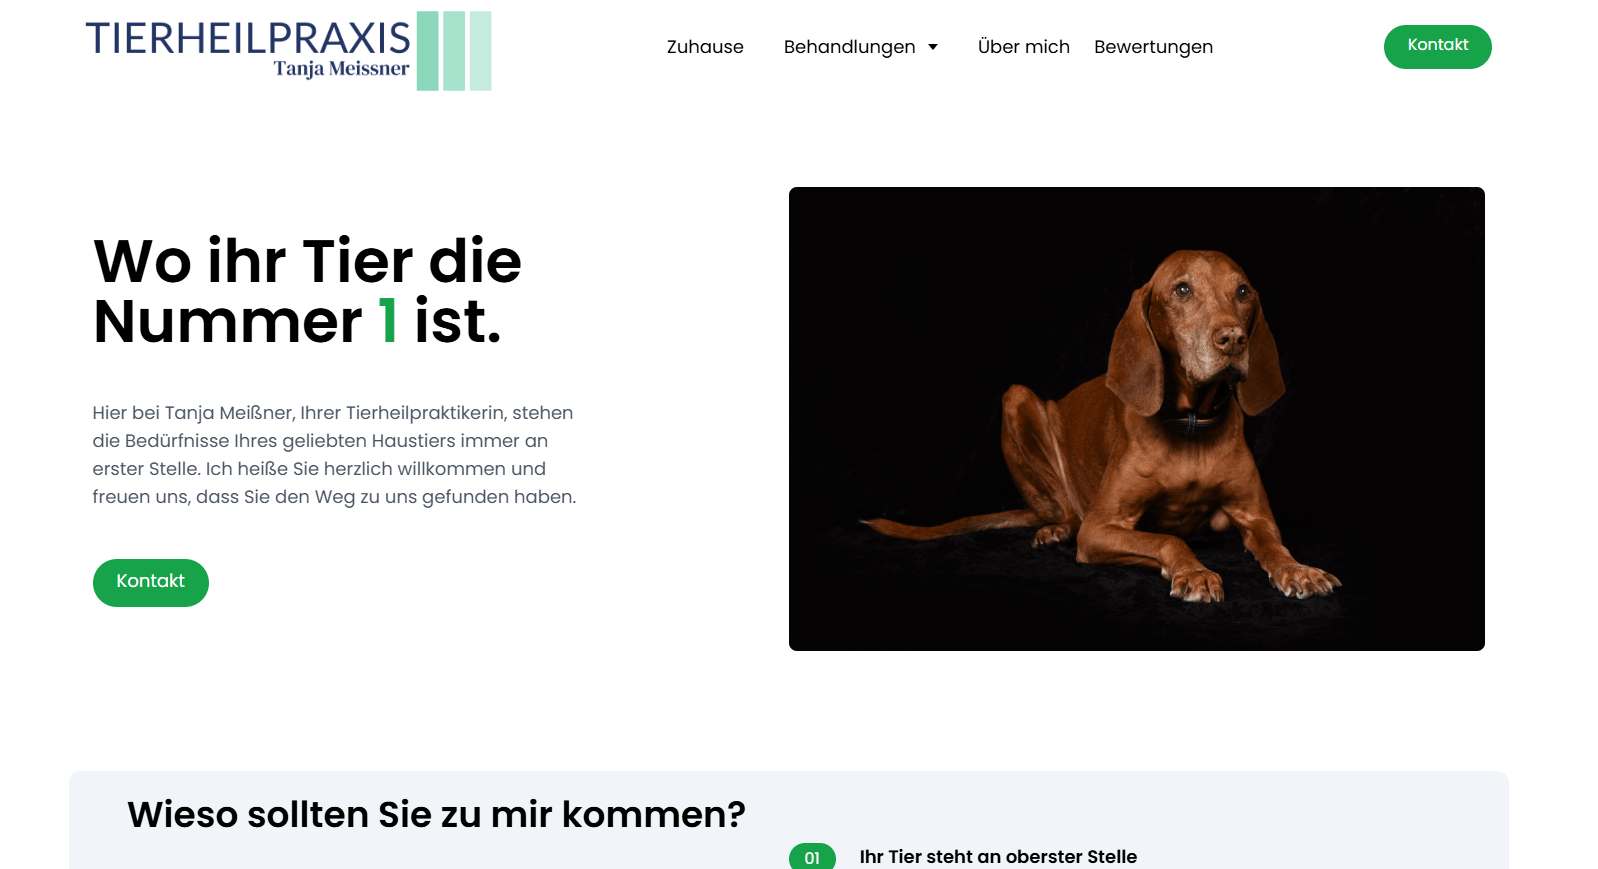 TIERHEILPRAXIS
Tanja Meissner
Zuhause Behandlungen Über mich Bewertungen Kontakt
Wo ihr Tier die
Nummer 1 ist.
Hier bei Tanja Meißner, Ihrer Tierheilpraktikerin, stehen
die Bedürfnisse Ihres geliebten Haustiers immer an
erster Stelle. Ich heiße Sie herzlich willkommen und
freuen uns, dass Sie den Weg zu uns gefunden haben.
Kontakt
Wieso sollten Sie zu mir kommen?
01 Ihr Tier steht an oberster Stelle